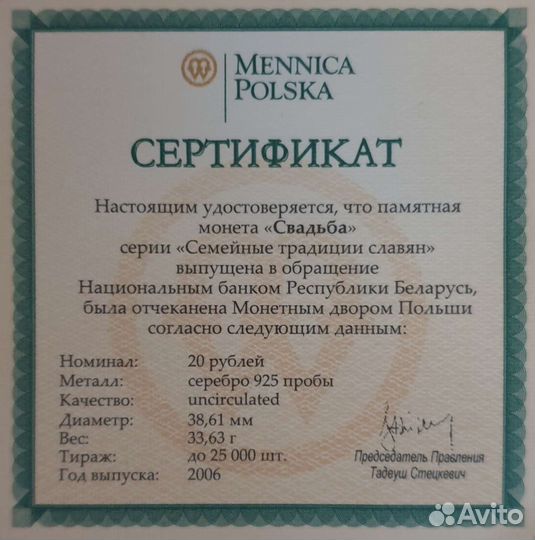 MENNICA
POLSKA
СЕРТИФИКАТ
Настоящим удостоверяется, что памятная
монета «Свадьба»
серии «Семейные традиции славян»
выпущена в обращение
Национальным банком Республики Беларусь,
была отчеканена Монетным двором Польши
согласно следующим данным:
Номинал: 20 рублей
Металл: серебро 925 пробы
Качество: uncirculated
Диаметр: 38,61 мм
Вес: 33,63 г
Тираж: до 25 000 шт.
Год выпуска: 2006
Председатель Правления
Тадеуш Стецкевич
Avito